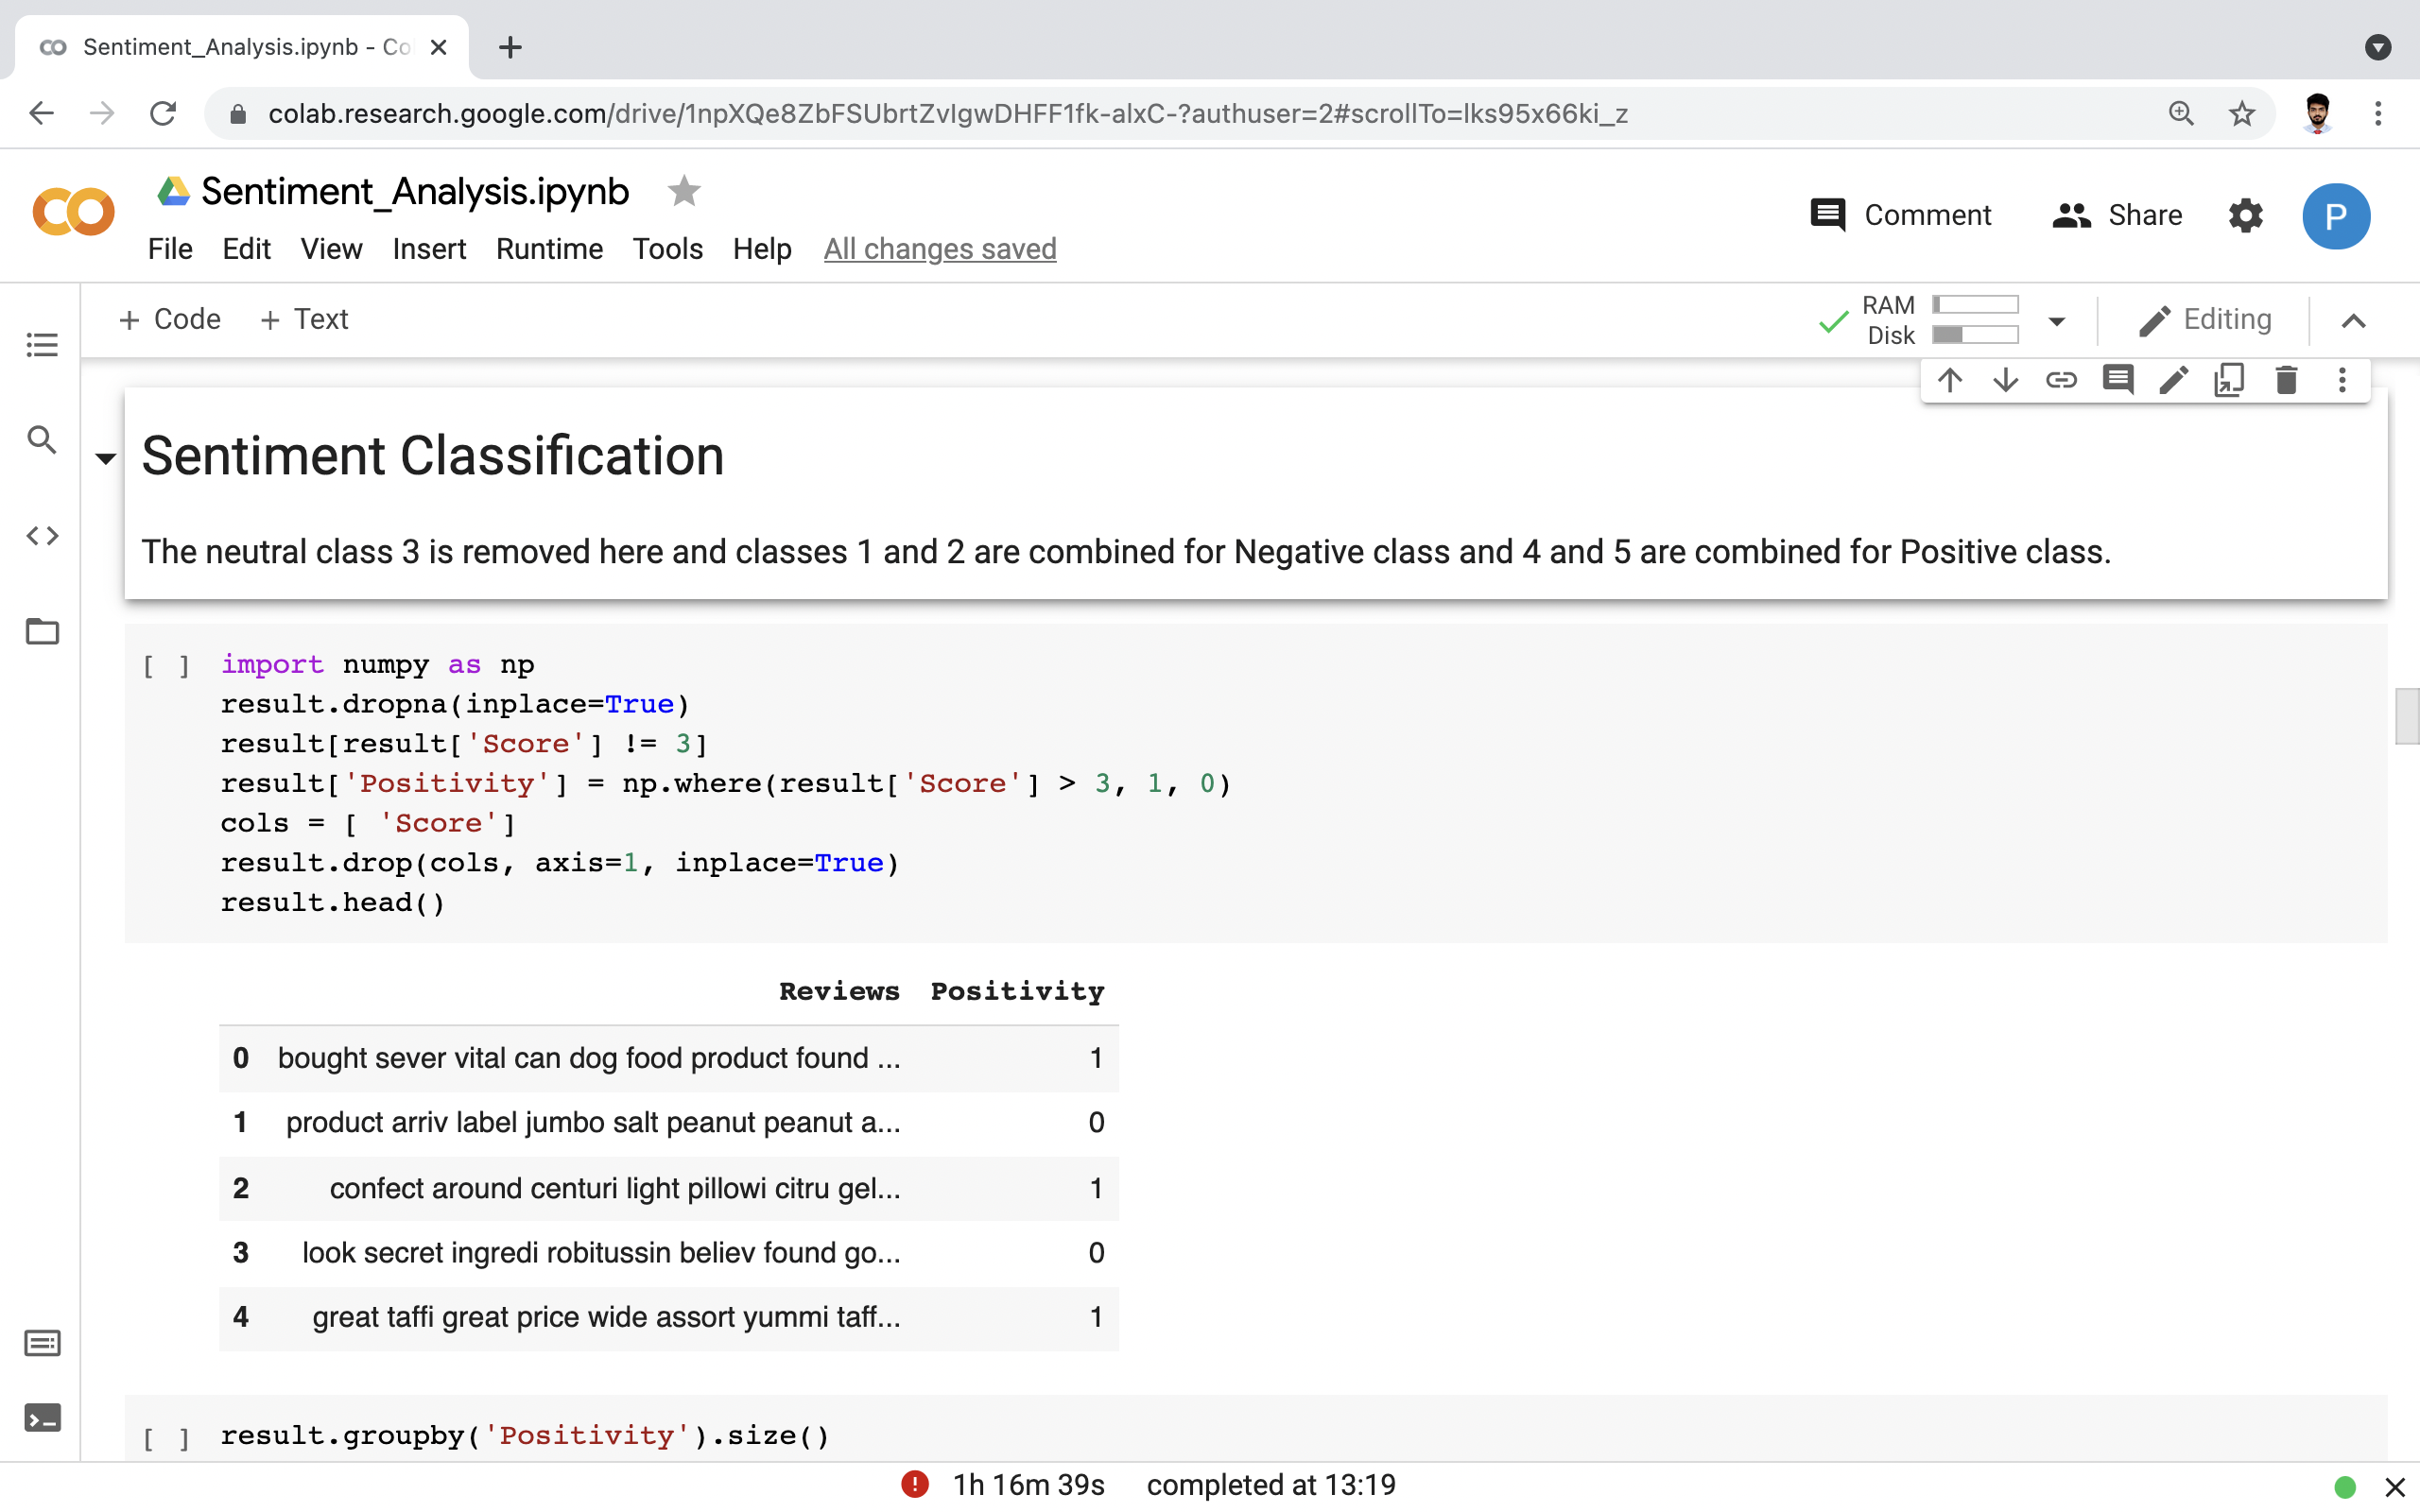 Sentiment_Analysis.ipynb - Co
colab.research.google.com/drive/1npXQe8ZbFSUbrtZvIgwDHFF1fk-alxC-?authuser=2#scrollTo=lks95x66ki_z
Sentiment_Analysis.ipynb
Comment Share P
File Edit View Insert Runtime Tools Help All changes saved
+ Code + Text
RAM
Disk
Editing
Sentiment Classification
The neutral class 3 is removed here and classes 1 and 2 are combined for Negative class and 4 and 5 are combined for Positive class.
[ ] import numpy as np
result.dropna(inplace=True)
result[result['Score'] != 3]
result['Positivity'] = np.where(result['Score'] > 3, 1, 0)
cols = [ 'Score']
result.drop(cols, axis=1, inplace=True)
result.head()
Reviews Positivity
0 bought sever vital can dog food product found ... 1
1 product arriv label jumbo salt peanut peanut a... 0
2 confect around centuri light pillowi citru gel... 1
3 look secret ingredi robitussin believ found go... 0
4 great taffi great price wide assort yummi taff... 1
[ ] result.groupby('Positivity').size()
1h 16m 39s completed at 13:19